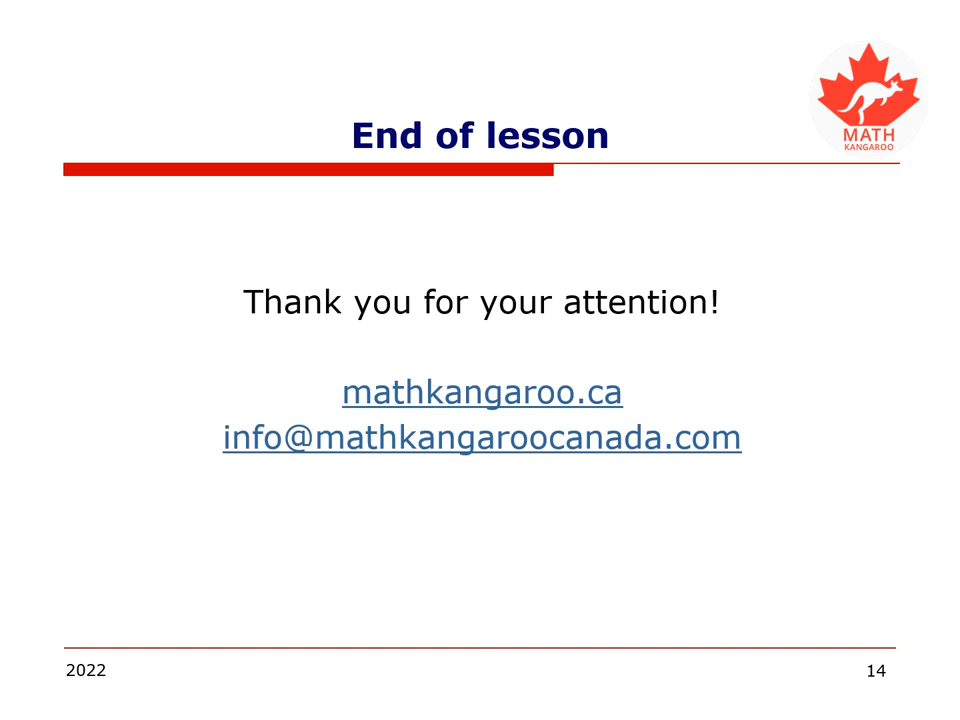 MATH
KANGAROO
End of lesson
Thank you for your attention!
mathkangaroo.ca
info@mathkangaroocanada.com
2022
14